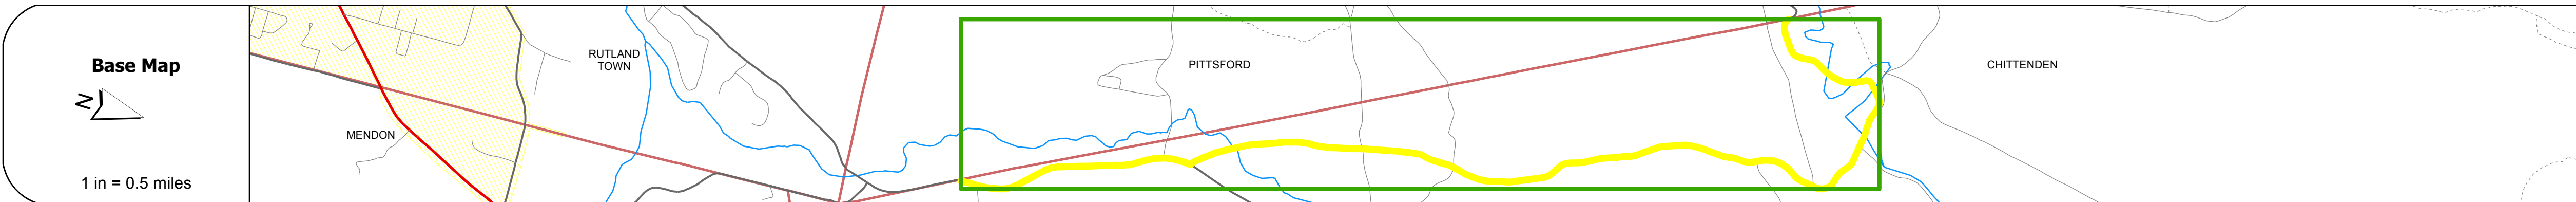 Base Map
N
1 in = 0.5 miles
MENDON
RUTLAND
TOWN
PITTSFORD
CHITTENDEN